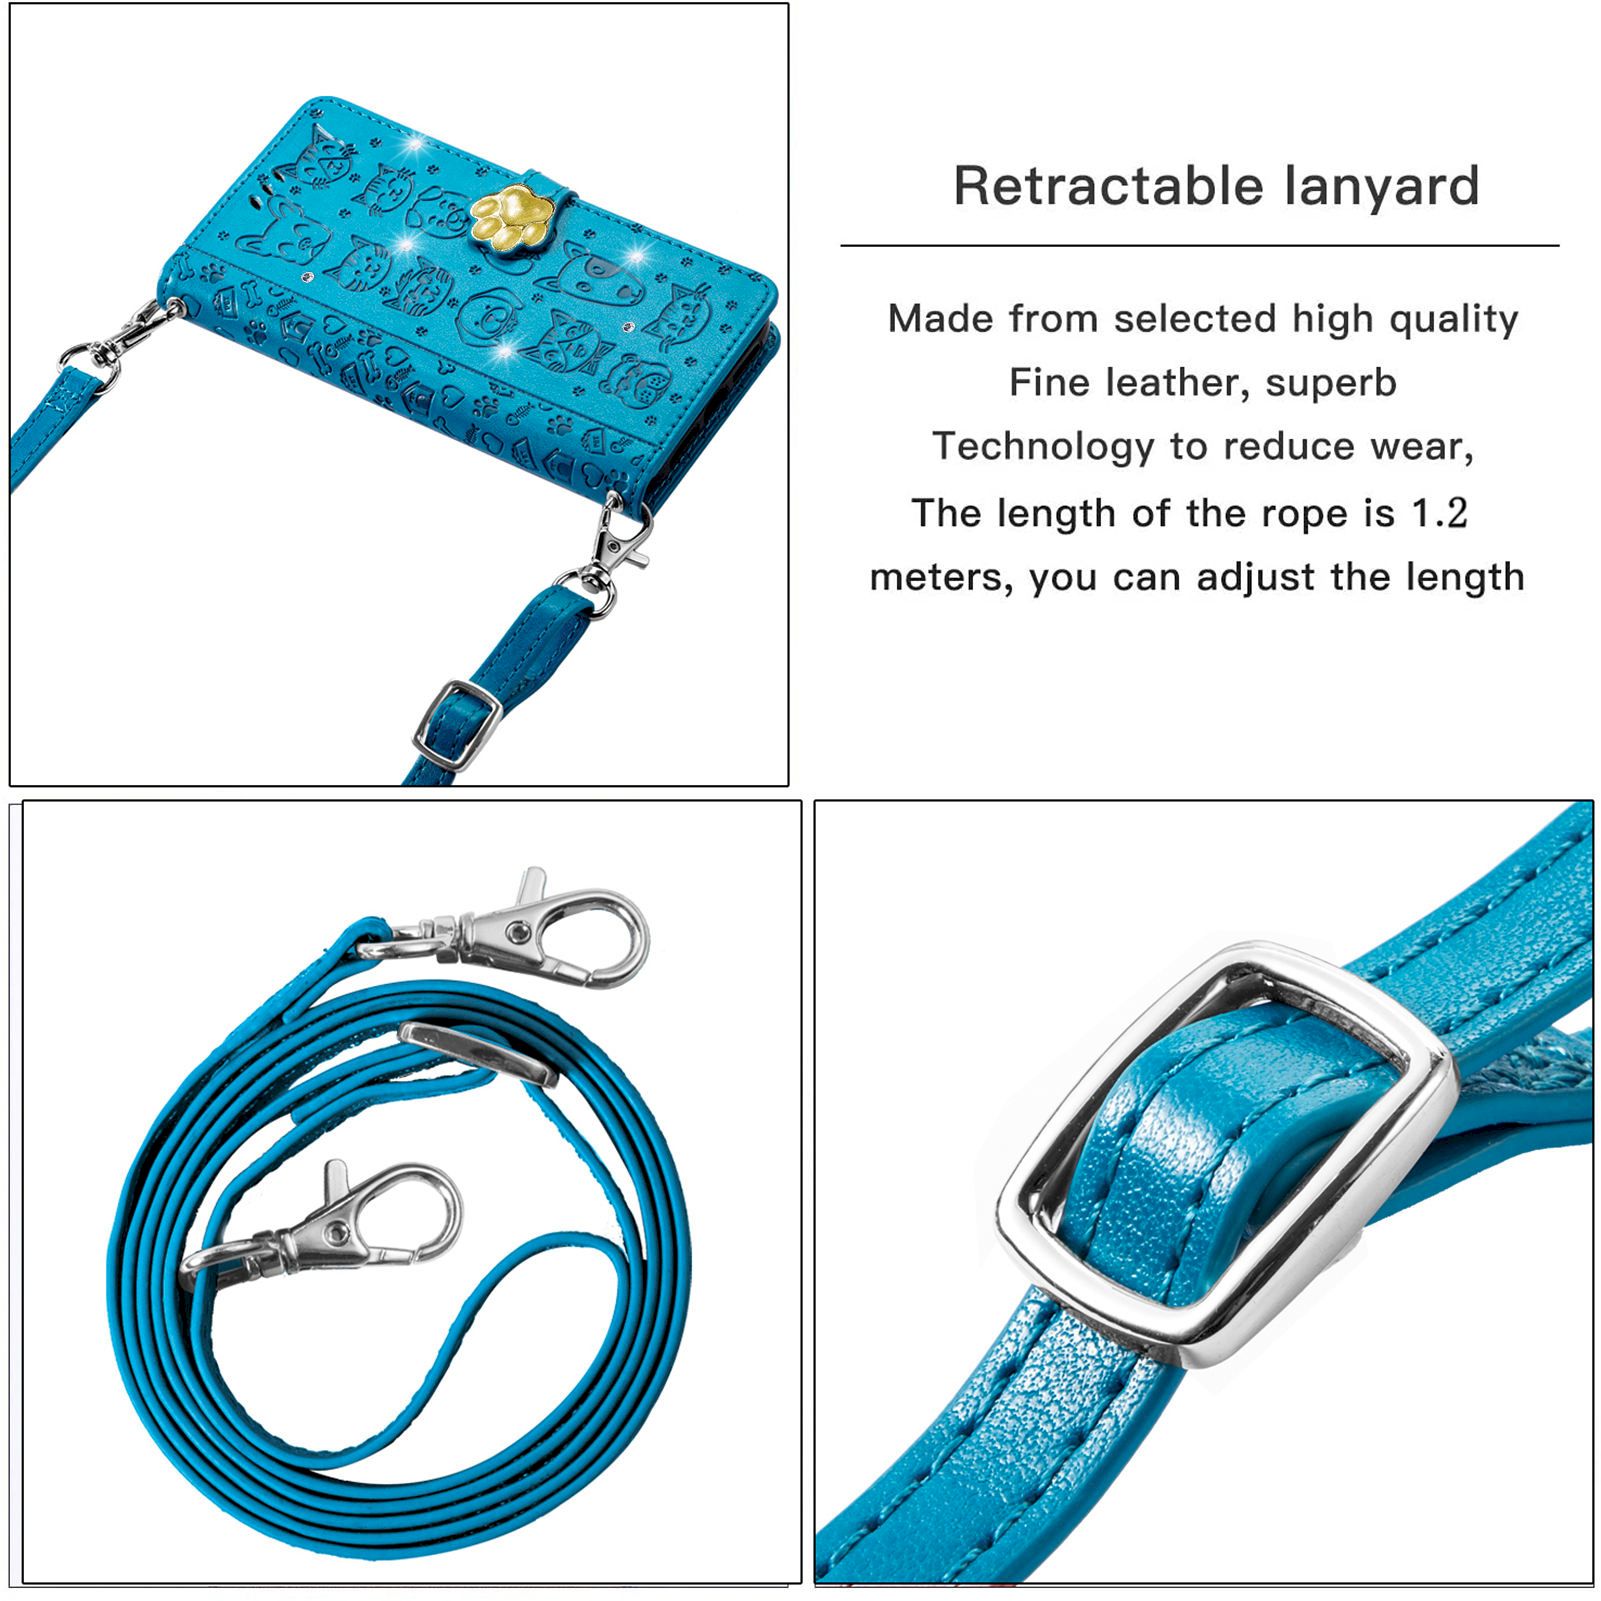 Retractable lanyard
Made from selected high quality
Fine leather, superb
Technology to reduce wear,
The length of the rope is 1.2
meters, you can adjust the length